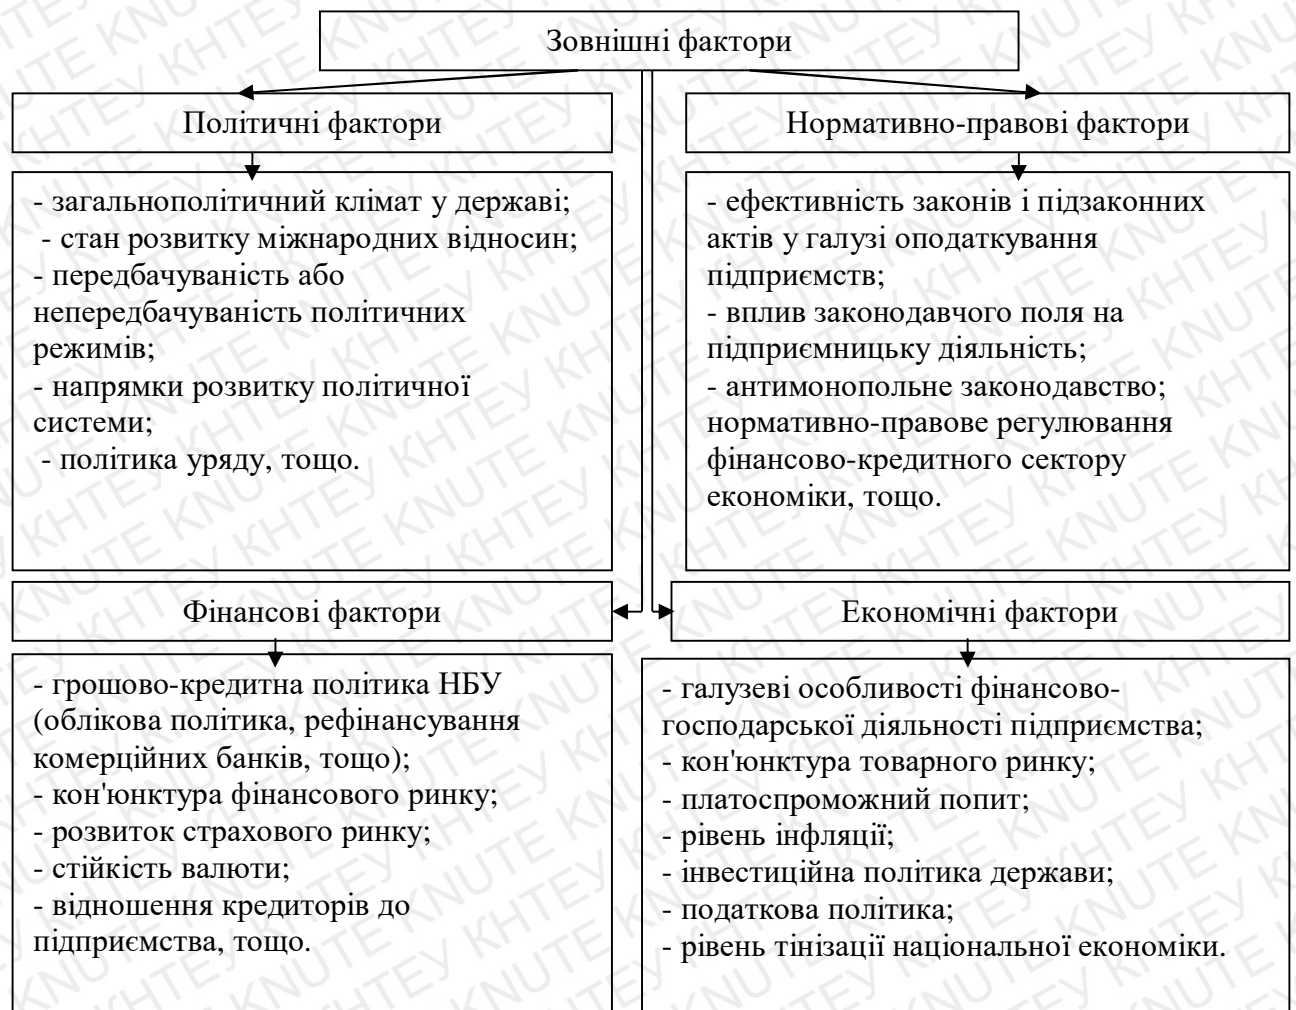 Зовнішні фактори
Політичні фактори
- загальнополітичний клімат у державі;
- стан розвитку міжнародних відносин;
- передбачуваність або
непередбачуваність політичних
режимів;
- напрямки розвитку політичної
системи;
- політика уряду, тощо.
Нормативно-правові фактори
- ефективність законів і підзаконних
актів у галузі оподаткування
підприємств;
- вплив законодавчого поля на
підприємницьку діяльність;
- антимонопольне законодавство;
нормативно-правове регулювання
фінансово-кредитного сектору
економіки, тощо.
Фінансові фактори
- грошово-кредитна політика НБУ
(облікова політика, рефінансування
комерційних банків, тощо);
- кон'юнктура фінансового ринку;
- розвиток страхового ринку;
- стійкість валюти;
- відношення кредиторів до
підприємства, тощо.
Економічні фактори
- галузеві особливості фінансово-
господарської діяльності підприємства;
- кон'юнктура товарного ринку;
- платоспроможний попит;
- рівень інфляції;
- інвестиційна політика держави;
- податкова політика;
- рівень тінізації національної економіки.